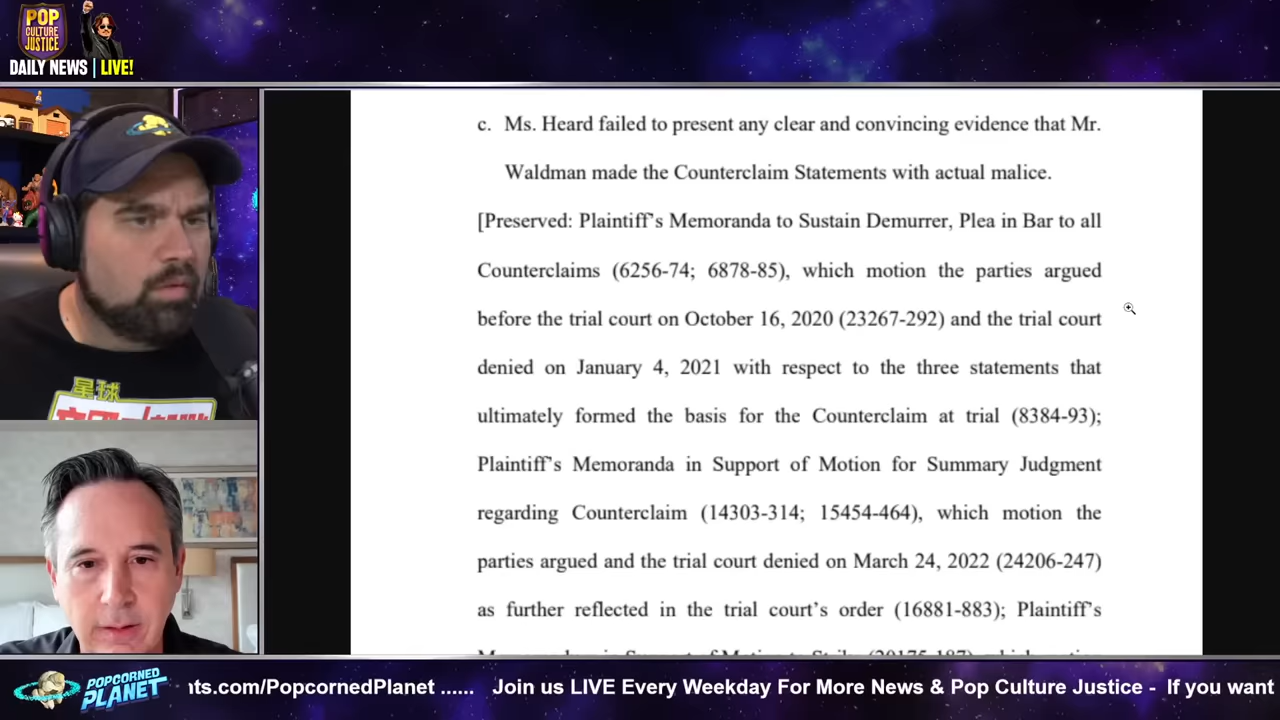 POP
CULTURE
JUSTICE
DAILY NEWS | LIVE!
c. Ms. Heard failed to present any clear and convincing evidence that Mr.
Waldman made the Counterclaim Statements with actual malice.
[Preserved: Plaintiff's Memoranda to Sustain Demurrer, Plea in Bar to all
Counterclaims (6256-74; 6878-85), which motion the parties argued
before the trial court on October 16, 2020 (23267-292) and the trial court
denied on January 4, 2021 with respect to the three statements that
ultimately formed the basis for the Counterclaim at trial (8384-93);
Plaintiff's Memoranda in Support of Motion for Summary Judgment
regarding Counterclaim (14303-314; 15454-464), which motion the
parties argued and the trial court denied on March 24, 2022 (24206-247)
as further reflected in the trial court's order (16881-883); Plaintiff's
星球
POPCORNED
PLANET
nts.com/PopcornedPlanet ...... Join us LIVE Every Weekday For More News & Pop Culture Justice - If you want